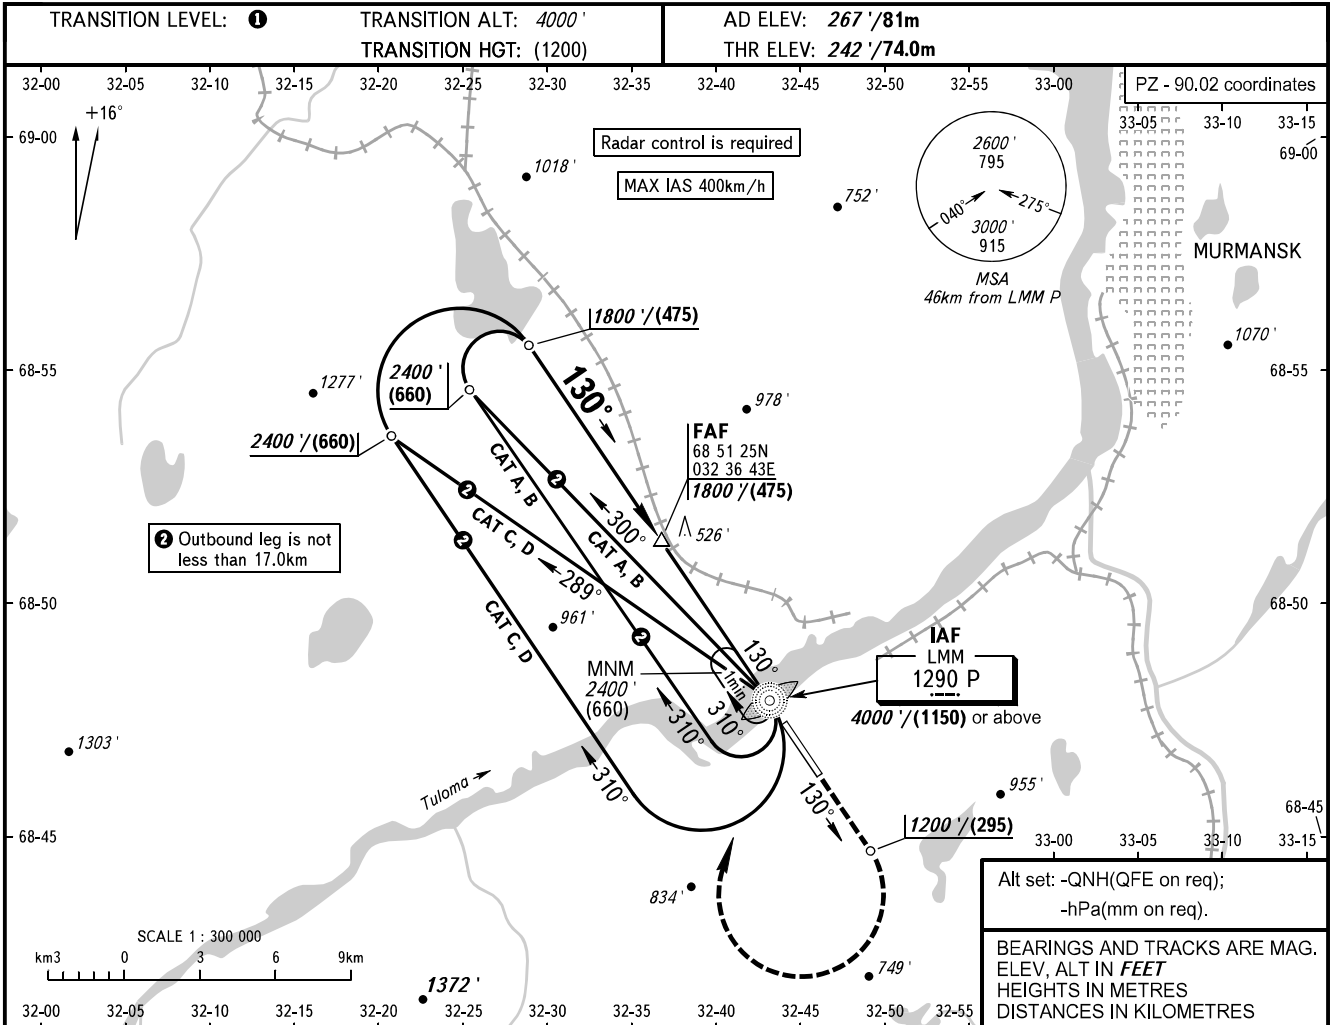 TRANSITION LEVEL: ❶
TRANSITION ALT: 4000 '
TRANSITION HGT: (1200)
AD ELEV: 267 '/81m
THR ELEV: 242 '/74.0m
32-00 32-05 32-10 32-15 32-20 32-25 32-30 32-35 32-40 32-45 32-50 32-55 33-00
PZ - 90.02 coordinates
33-05 33-10 33-15
+16°
69-00
69-00
Radar control is required
MAX IAS 400km/h
1018 '
752 '
2600 '
795
040°
275°
3000 '
915
MSA
46km from LMM P
MURMANSK
1070 '
1800 '/(475)
68-55
68-55
2400 '
(660)
1277 '
130°
978 '
2400 '/(660)
FAF
68 51 25N
032 36 43E
1800 '/(475)
CAT A, B
❷
❷
CAT C, D
300°
526 '
❷ Outbound leg is not
less than 17.0km
❷
CAT A, B
289°
68-50
68-50
CAT C, D
961 '
❷
130°
IAF
LMM
1290 P
4000 '/(1150) or above
MNM
2400 '
(660)
1min
310°
310°
310°
1303 '
Tuloma
130°
955 '
1200 '/(295)
68-45
68-45
33-00 33-05 33-10 33-15
834 '
Alt set: -QNH(QFE on req);
-hPa(mm on req).
SCALE 1 : 300 000
km3 0 3 6 9km
749 '
1372 '
BEARINGS AND TRACKS ARE MAG.
ELEV, ALT IN FEET
HEIGHTS IN METRES
DISTANCES IN KILOMETRES
32-00 32-05 32-10 32-15 32-20 32-25 32-30 32-35 32-40 32-45 32-50 32-55